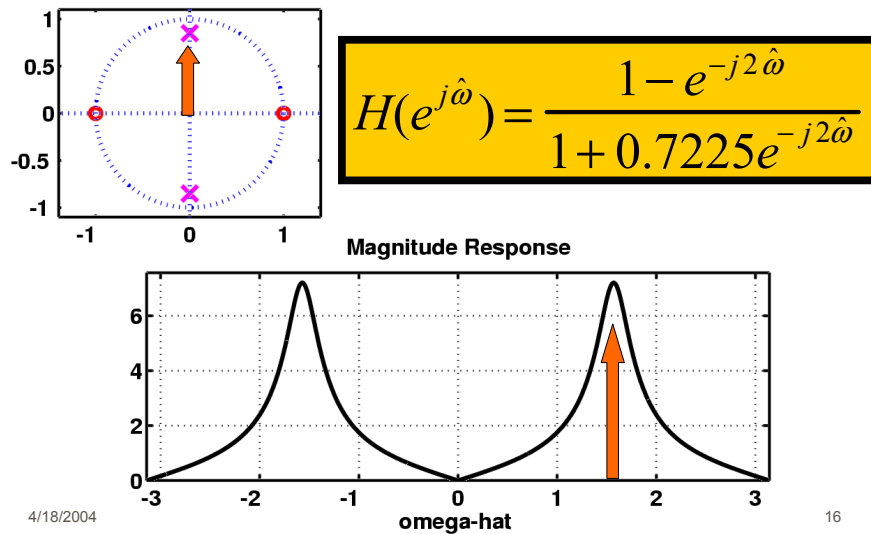 1
0.5
0
-0.5
-1
-1 0 1
H(e^{jω̂}) = \frac{1 − e^{−j2ω̂}}{1 + 0.7225e^{−j2ω̂}}
Magnitude Response
6
4
2
0
-3 -2 -1 0 1 2 3
omega-hat
4/18/2004
16